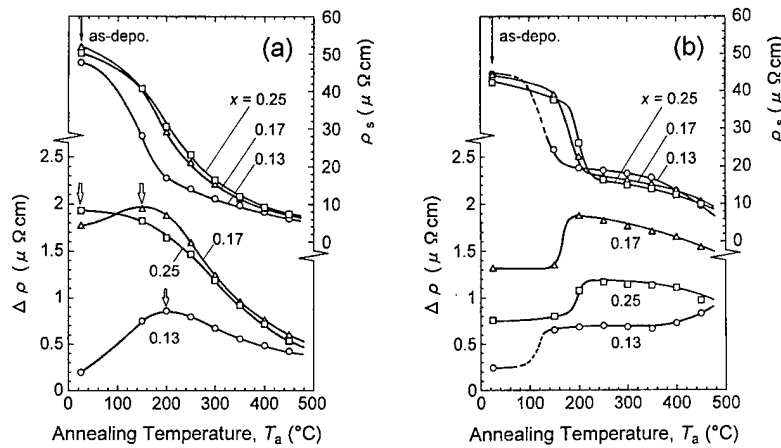 as-depo.
(a)
60
50
40
30
20
10
0
ρs ( μ Ω cm)
x = 0.25
0.17
0.13
2.5
2
1.5
1
0.5
0
Δ ρ (μ Ω cm)
0.17
0.25
0.13
0 100 200 300 400 500
Annealing Temperature, Ta (°C)
as-depo.
(b)
60
50
40
30
20
10
0
ρs ( μ Ω cm)
x = 0.25
0.17
0.13
2.5
2
1.5
1
0.5
0
Δ ρ (μ Ω cm)
0.17
0.25
0.13
0 100 200 300 400 500
Annealing Temperature, Ta (°C)